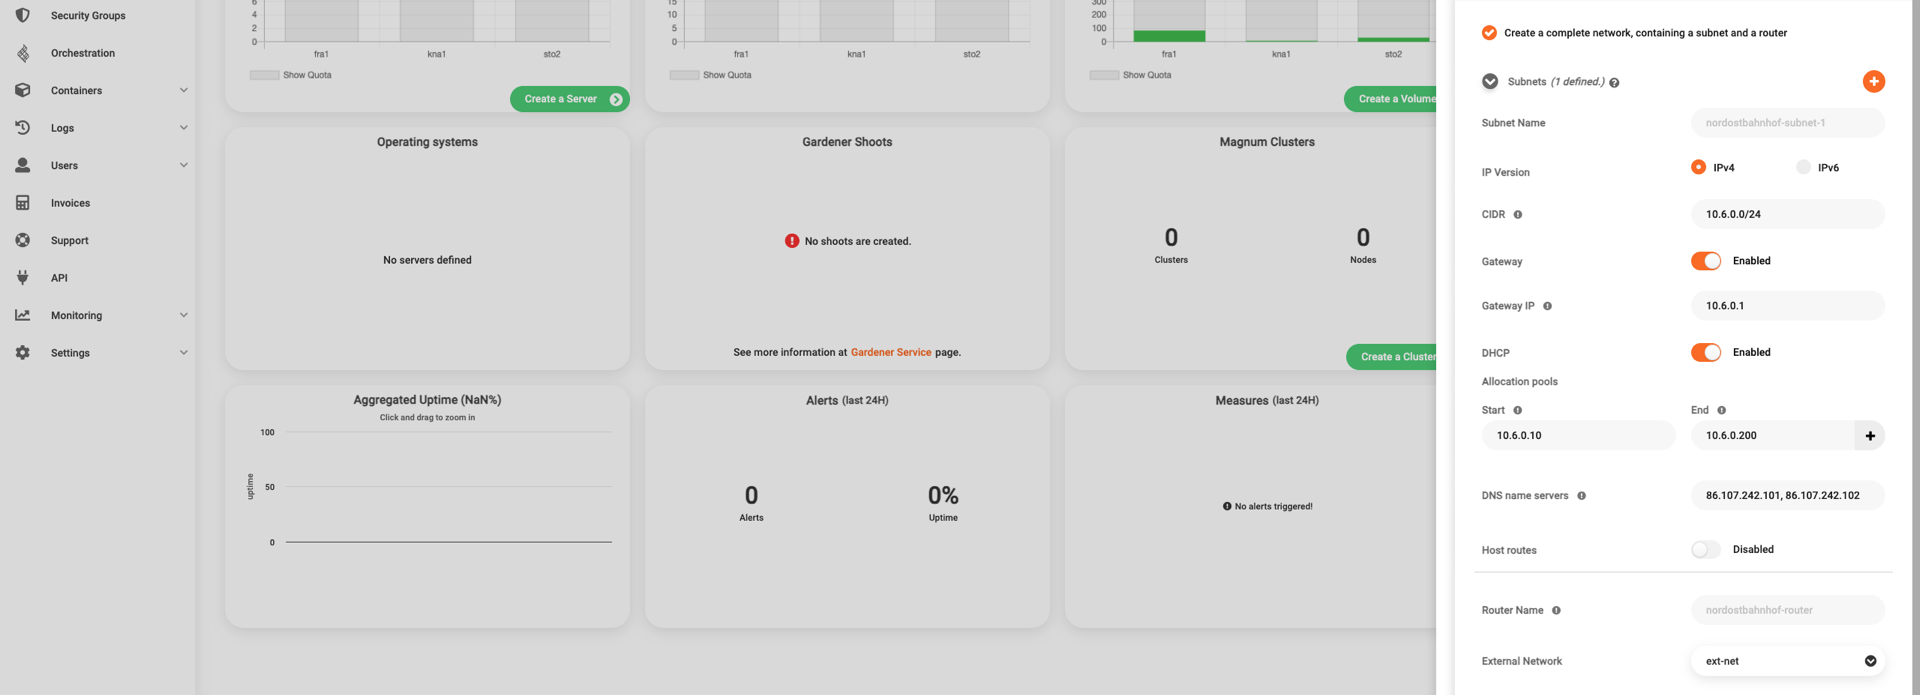 Security Groups
Orchestration
Containers
Logs
Users
Invoices
Support
API
Monitoring
Settings
6
4
2
0
fra1 kna1 sto2
Show Quota
Create a Server
15
10
5
0
fra1 kna1 sto2
Show Quota
300
200
100
0
fra1 kna1 sto2
Show Quota
Create a Volume
Operating systems
No servers defined
Gardener Shoots
No shoots are created.
See more information at Gardener Service page.
Magnum Clusters
0 0
Clusters Nodes
Create a Cluster
Aggregated Uptime (NaN%)
Click and drag to zoom in
100
50
0
uptime
Alerts (last 24H)
0 0%
Alerts Uptime
Measures (last 24H)
No alerts triggered!
Create a complete network, containing a subnet and a router
Subnets (1 defined.)
Subnet Name nordostbahnhof-subnet-1
IP Version IPv4 IPv6
CIDR 10.6.0.0/24
Gateway Enabled
Gateway IP 10.6.0.1
DHCP Enabled
Allocation pools
Start End
10.6.0.10 10.6.0.200
DNS name servers 86.107.242.101, 86.107.242.102
Host routes Disabled
Router Name nordostbahnhof-router
External Network ext-net